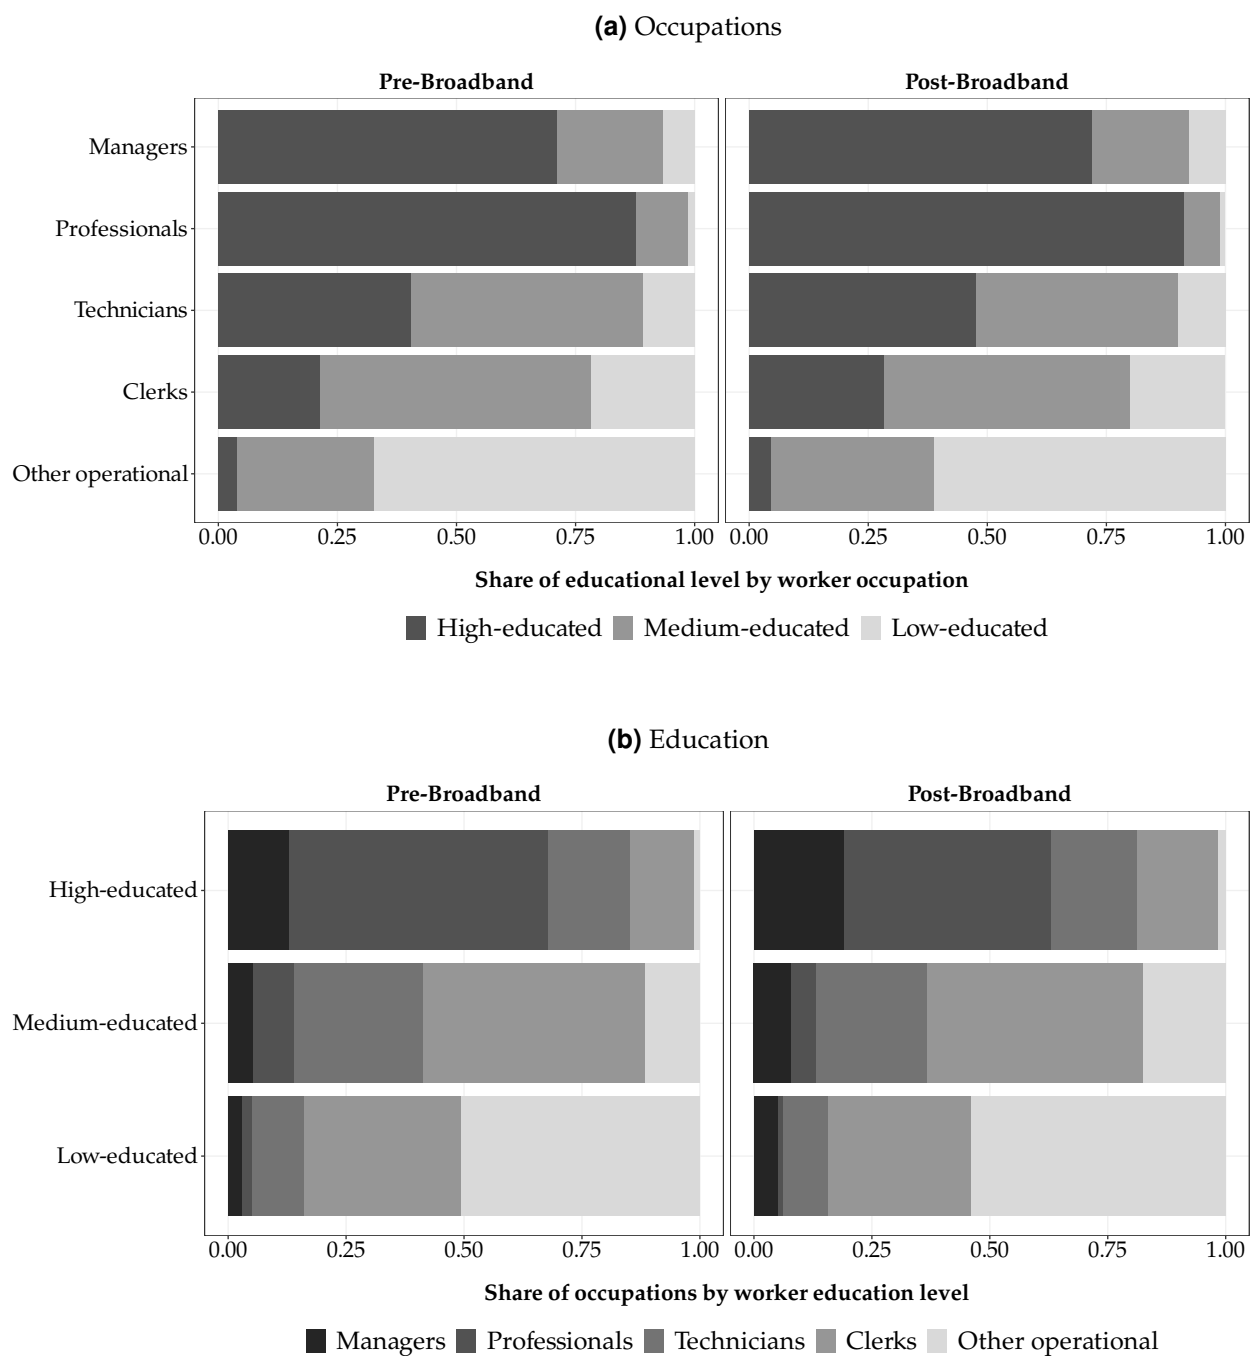 (a) Occupations
Pre-Broadband Post-Broadband
Managers
Professionals
Technicians
Clerks
Other operational
0.00 0.25 0.50 0.75 1.00 0.00 0.25 0.50 0.75 1.00
Share of educational level by worker occupation
High-educated Medium-educated Low-educated
(b) Education
Pre-Broadband Post-Broadband
High-educated
Medium-educated
Low-educated
0.00 0.25 0.50 0.75 1.00 0.00 0.25 0.50 0.75 1.00
Share of occupations by worker education level
Managers Professionals Technicians Clerks Other operational